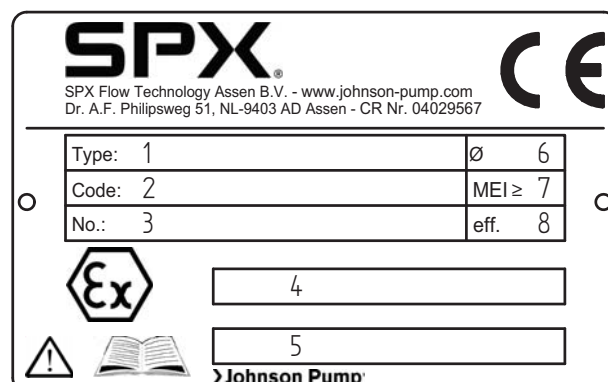 SPX®
CE
SPX Flow Technology Assen B.V. - www.johnson-pump.com
Dr. A.F. Philipsweg 51, NL-9403 AD Assen - CR Nr. 04029567
Type: 1 Ø 6
Code: 2 MEI ≥ 7
No.: 3 eff. 8
Ex
4
5
Johnson Pump